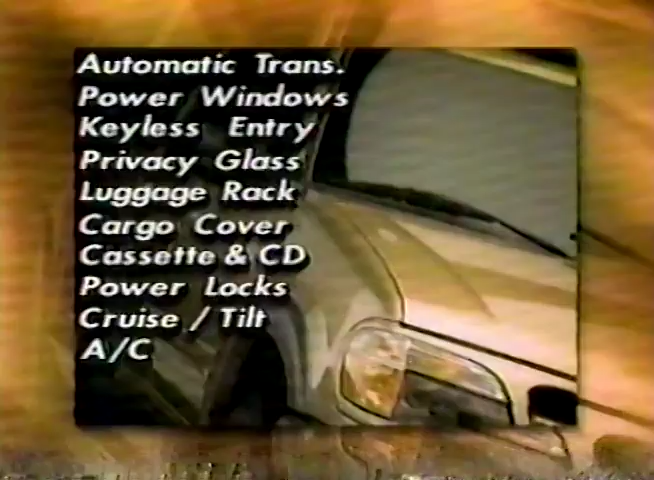 Automatic Trans.
Power Windows
Keyless Entry
Privacy Glass
Luggage Rack
Cargo Cover
Cassette & CD
Power Locks
Cruise / Tilt
A/C